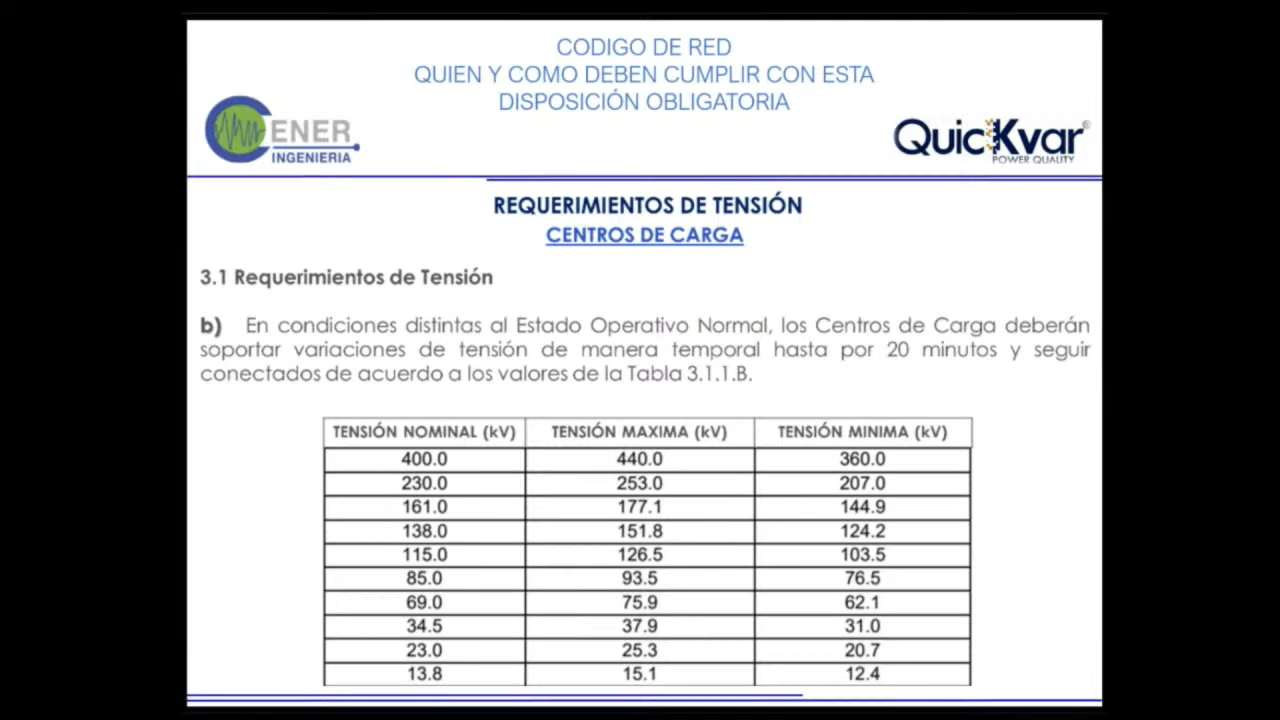 CODIGO DE RED
QUIEN Y COMO DEBEN CUMPLIR CON ESTA
DISPOSICIÓN OBLIGATORIA
CENER
INGENIERIA
QuicKvar®
POWER QUALITY
REQUERIMIENTOS DE TENSIÓN
CENTROS DE CARGA
3.1 Requerimientos de Tensión
b) En condiciones distintas al Estado Operativo Normal, los Centros de Carga deberán
soportar variaciones de tensión de manera temporal hasta por 20 minutos y seguir
conectados de acuerdo a los valores de la Tabla 3.1.1.B.
TENSIÓN NOMINAL (kV) TENSIÓN MAXIMA (kV) TENSIÓN MINIMA (kV)
400.0 440.0 360.0
230.0 253.0 207.0
161.0 177.1 144.9
138.0 151.8 124.2
115.0 126.5 103.5
85.0 93.5 76.5
69.0 75.9 62.1
34.5 37.9 31.0
23.0 25.3 20.7
13.8 15.1 12.4